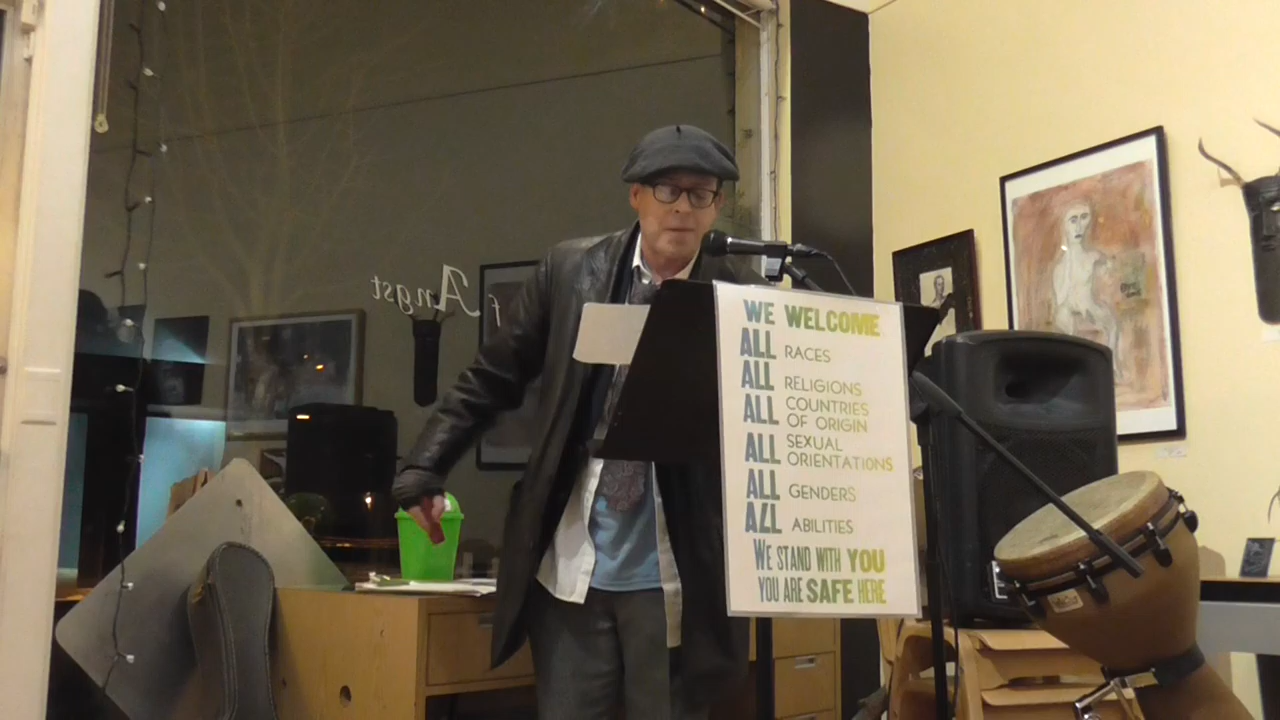 f Angst
WE WELCOME
ALL RACES
ALL RELIGIONS
ALL COUNTRIES
OF ORIGIN
ALL SEXUAL
ORIENTATIONS
ALL GENDERS
ALL ABILITIES
WE STAND WITH YOU
YOU ARE SAFE HERE